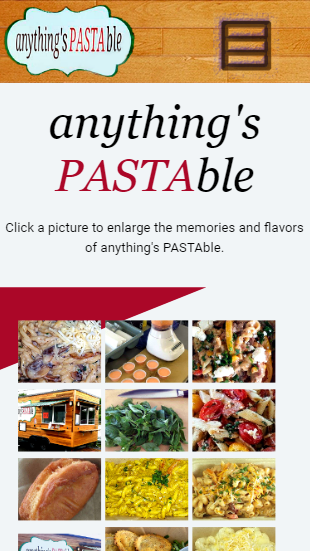 anything's PASTAble
anything's
PASTAble
Click a picture to enlarge the memories and flavors
of anything's PASTAble.